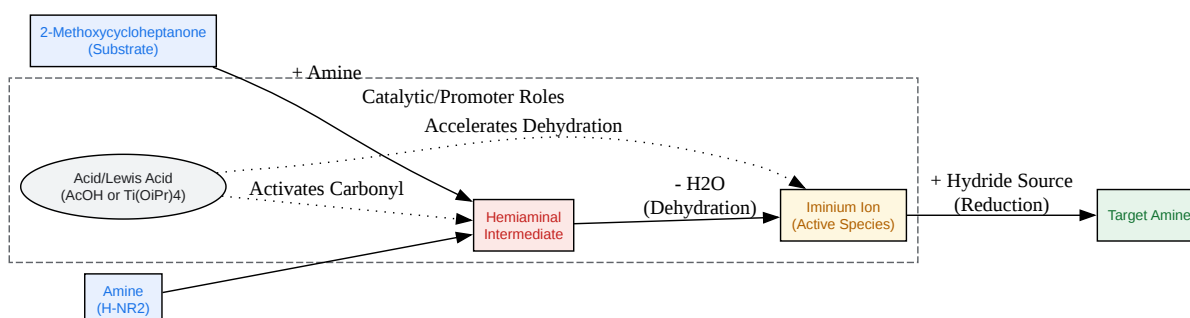 2-Methoxycycloheptanone
(Substrate)
+ Amine
Catalytic/Promoter Roles
Accelerates Dehydration
Acid/Lewis Acid
(AcOH or Ti(OiPr)4)
Activates Carbonyl
Hemiaminal
Intermediate
- H2O
(Dehydration)
Iminium Ion
(Active Species)
+ Hydride Source
(Reduction)
Target Amine
Amine
(H-NR2)